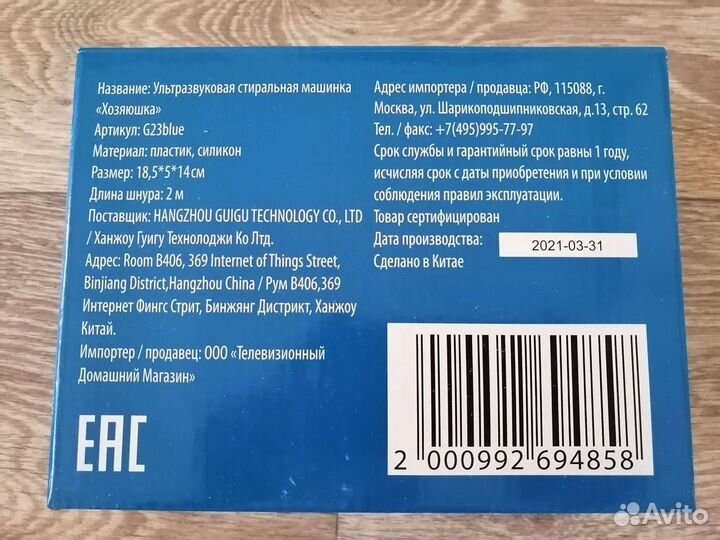 Название: Ультразвуковая стиральная машинка
«Хозяюшка»
Артикул: G23blue
Материал: пластик, силикон
Размер: 18,5*5*14см
Длина шнура: 2 м
Поставщик: HANGZHOU GUIGU TECHNOLOGY CO., LTD
/ Ханжоу Гуигу Технолоджи Ко Лтд.
Адрес: Room B406, 369 Internet of Things Street,
Binjiang District,Hangzhou China / Рум B406,369
Интернет Фингс Стрит, Бинжянг Дистрикт, Ханжоу
Китай.
Импортер / продавец: ООО «Телевизионный
Домашний Магазин»
EAC
Адрес импортера / продавца: РФ, 115088, г.
Москва, ул. Шарикоподшипниковская, д.13, стр. 62
Тел. / факс: +7(495)995-77-97
Срок службы и гарантийный срок равны 1 году,
исчисляя срок с даты приобретения и при условии
соблюдения правил эксплуатации.
Товар сертифицирован
Дата производства: 2021-03-31
Сделано в Китае
2 000992 694858
Avito